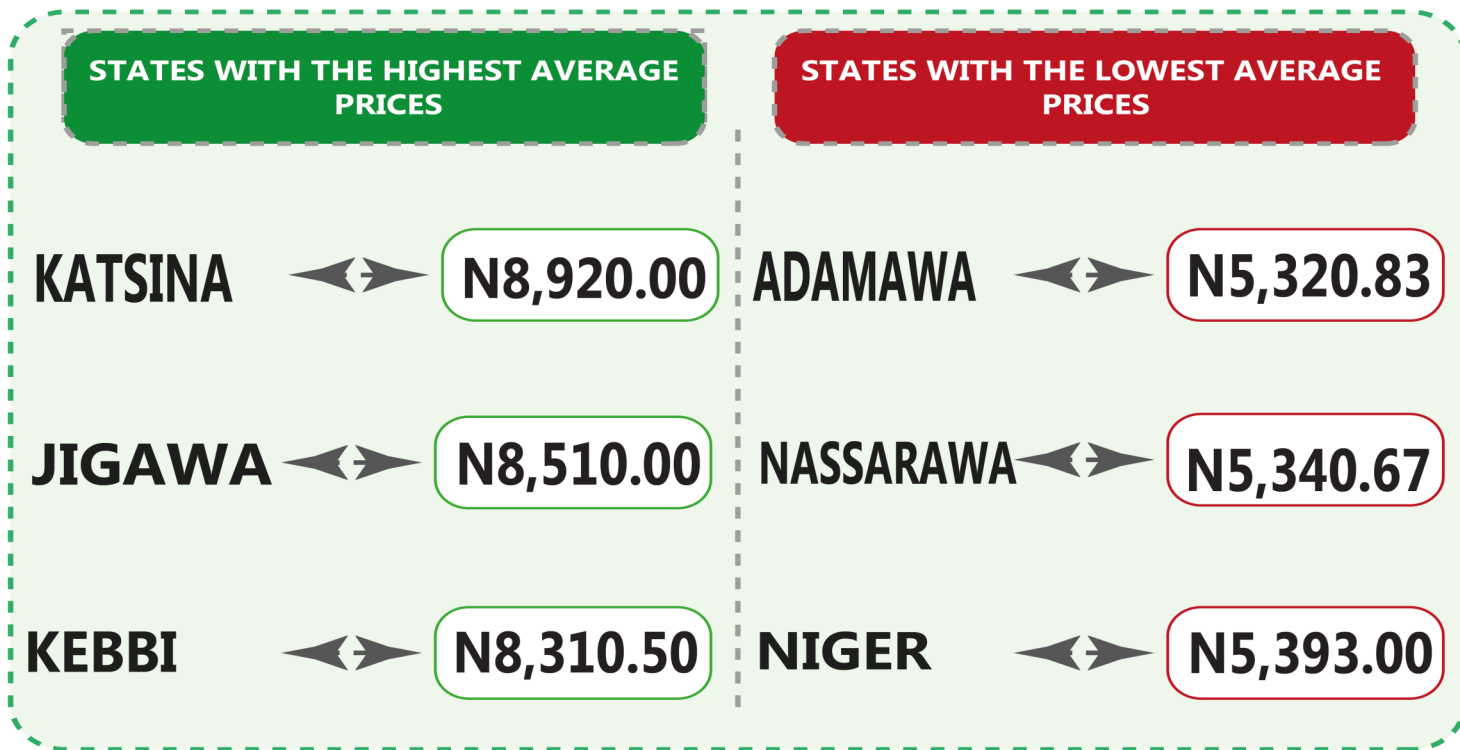 STATES WITH THE HIGHEST AVERAGE
PRICES
KATSINA N8,920.00
JIGAWA N8,510.00
KEBBI N8,310.50
STATES WITH THE LOWEST AVERAGE
PRICES
ADAMAWA N5,320.83
NASSARAWA N5,340.67
NIGER N5,393.00